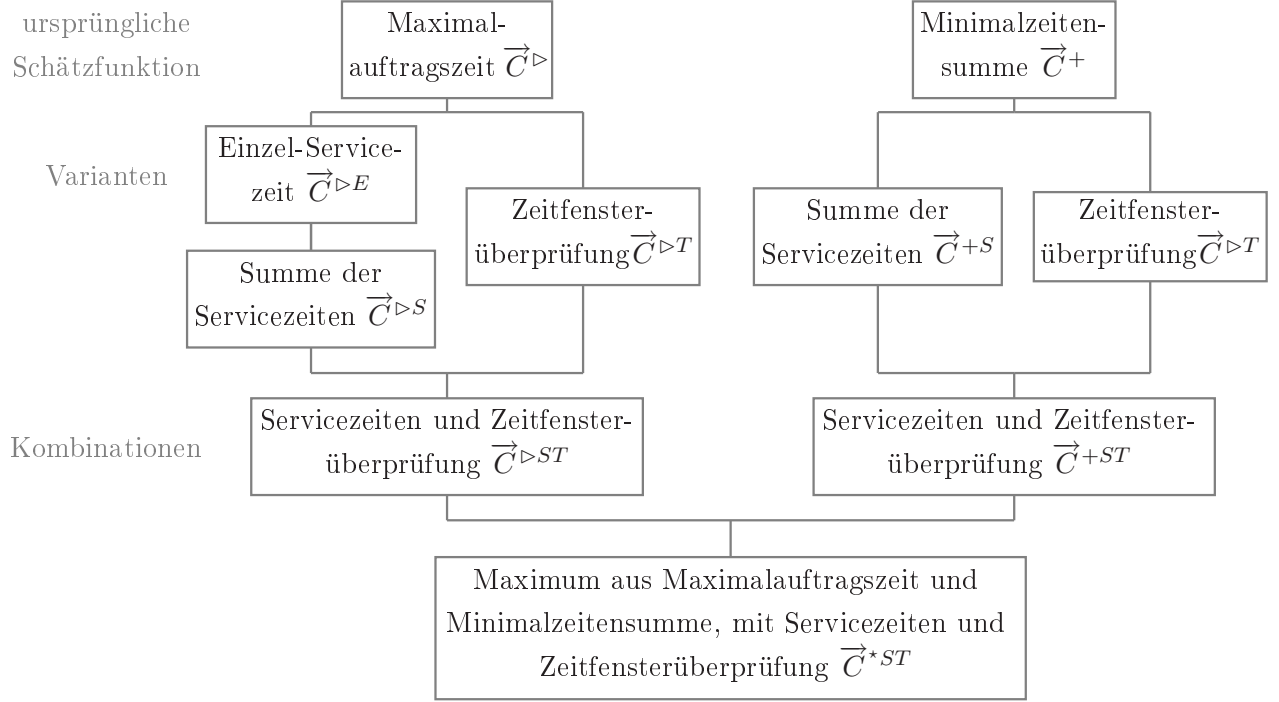 ursprüngliche
Schätzfunktion
Maximal-
auftragszeit $\overrightarrow{C}^{\triangleright}$
Minimalzeiten-
summe $\overrightarrow{C}^{+}$
Varianten
Einzel-Service-
zeit $\overrightarrow{C}^{\triangleright E}$
Summe der
Servicezeiten $\overrightarrow{C}^{\triangleright S}$
Zeitfenster-
überprüfung $\overrightarrow{C}^{\triangleright T}$
Summe der
Servicezeiten $\overrightarrow{C}^{+S}$
Zeitfenster-
überprüfung $\overrightarrow{C}^{\triangleright T}$
Kombinationen
Servicezeiten und Zeitfenster-
überprüfung $\overrightarrow{C}^{\triangleright ST}$
Servicezeiten und Zeitfenster-
überprüfung $\overrightarrow{C}^{+ST}$
Maximum aus Maximalauftragszeit und
Minimalzeitensumme, mit Servicezeiten und
Zeitfensterüberprüfung $\overrightarrow{C}^{\star ST}$